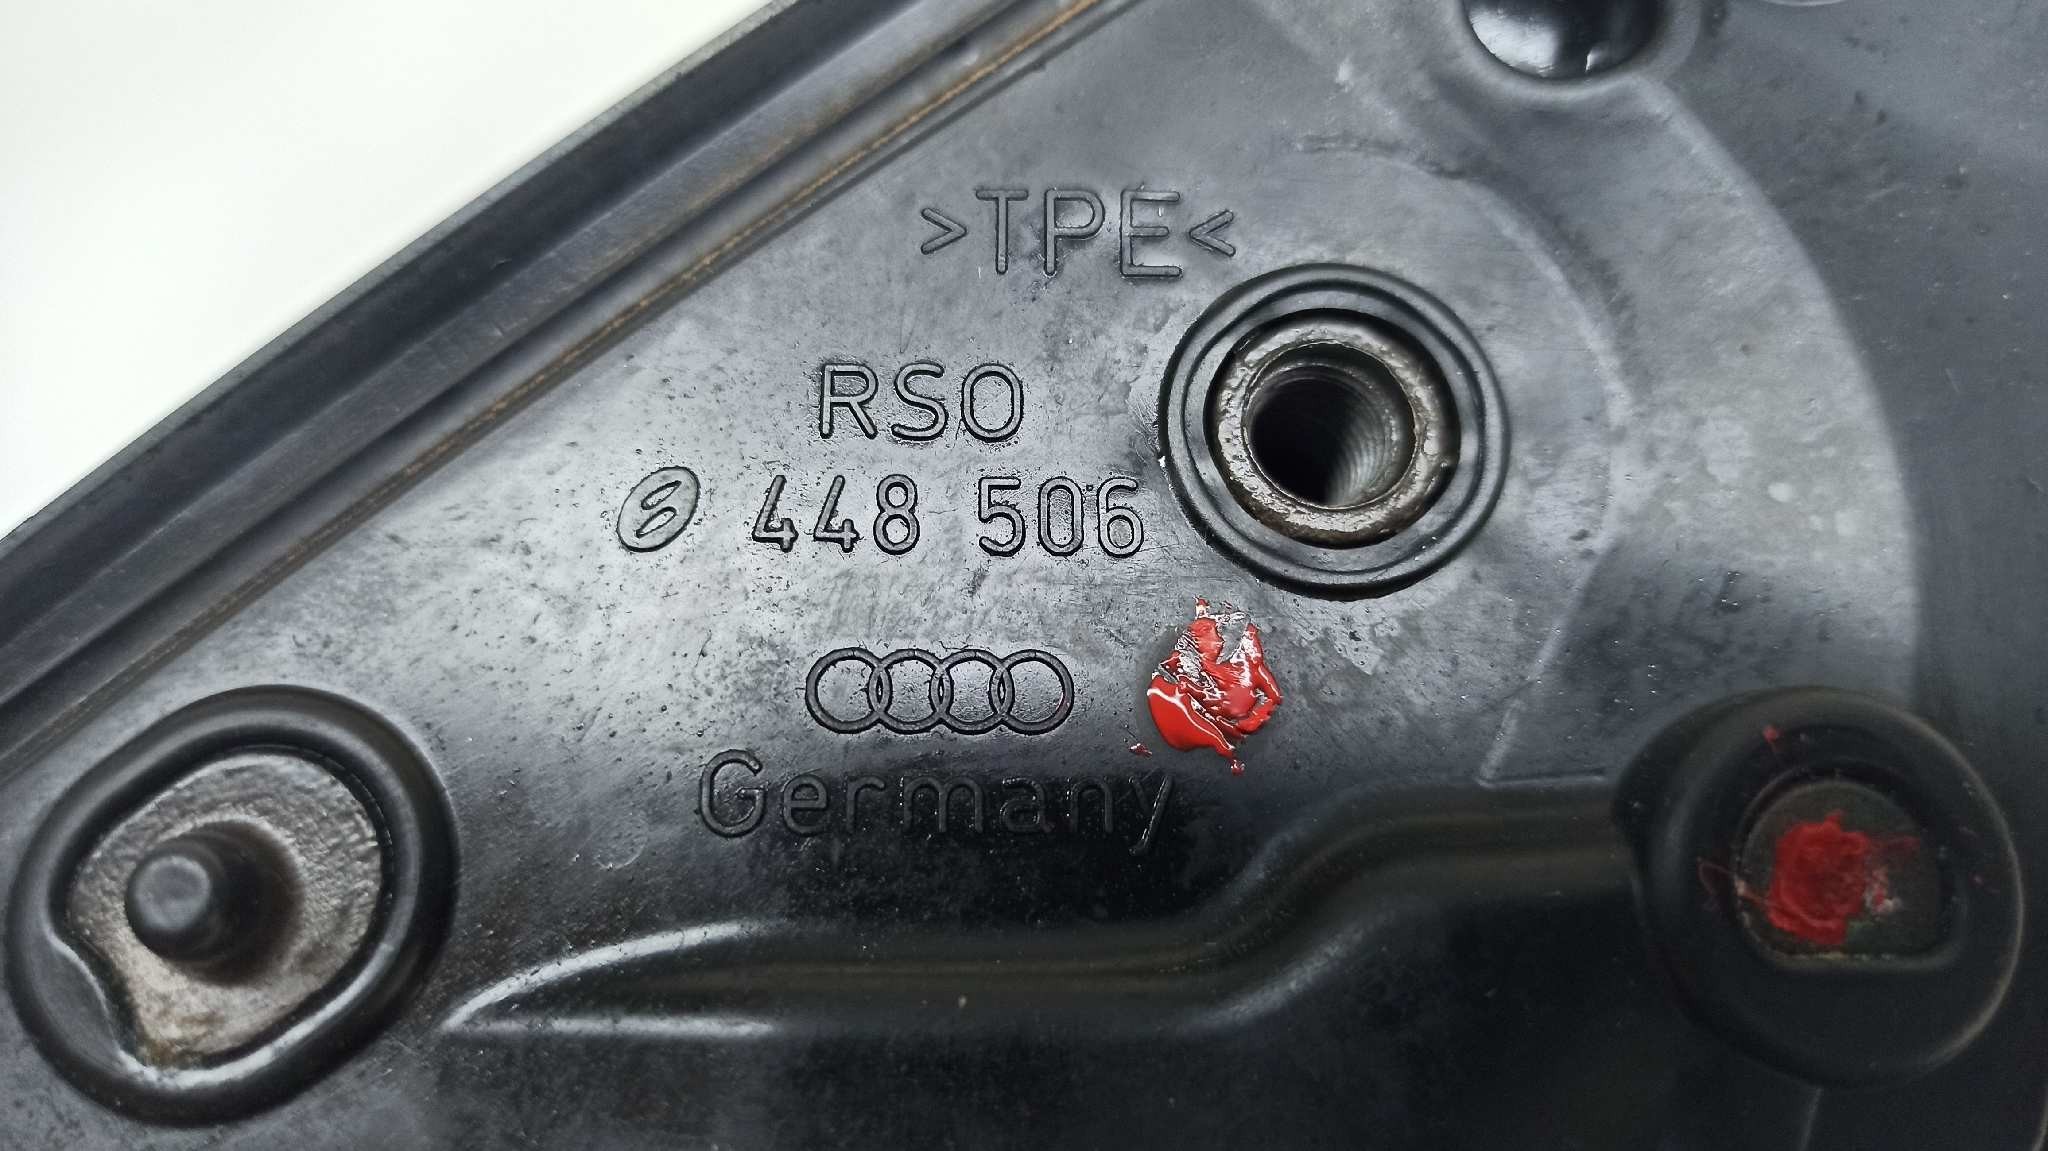 >TPE<
RSO
448 506
Germany